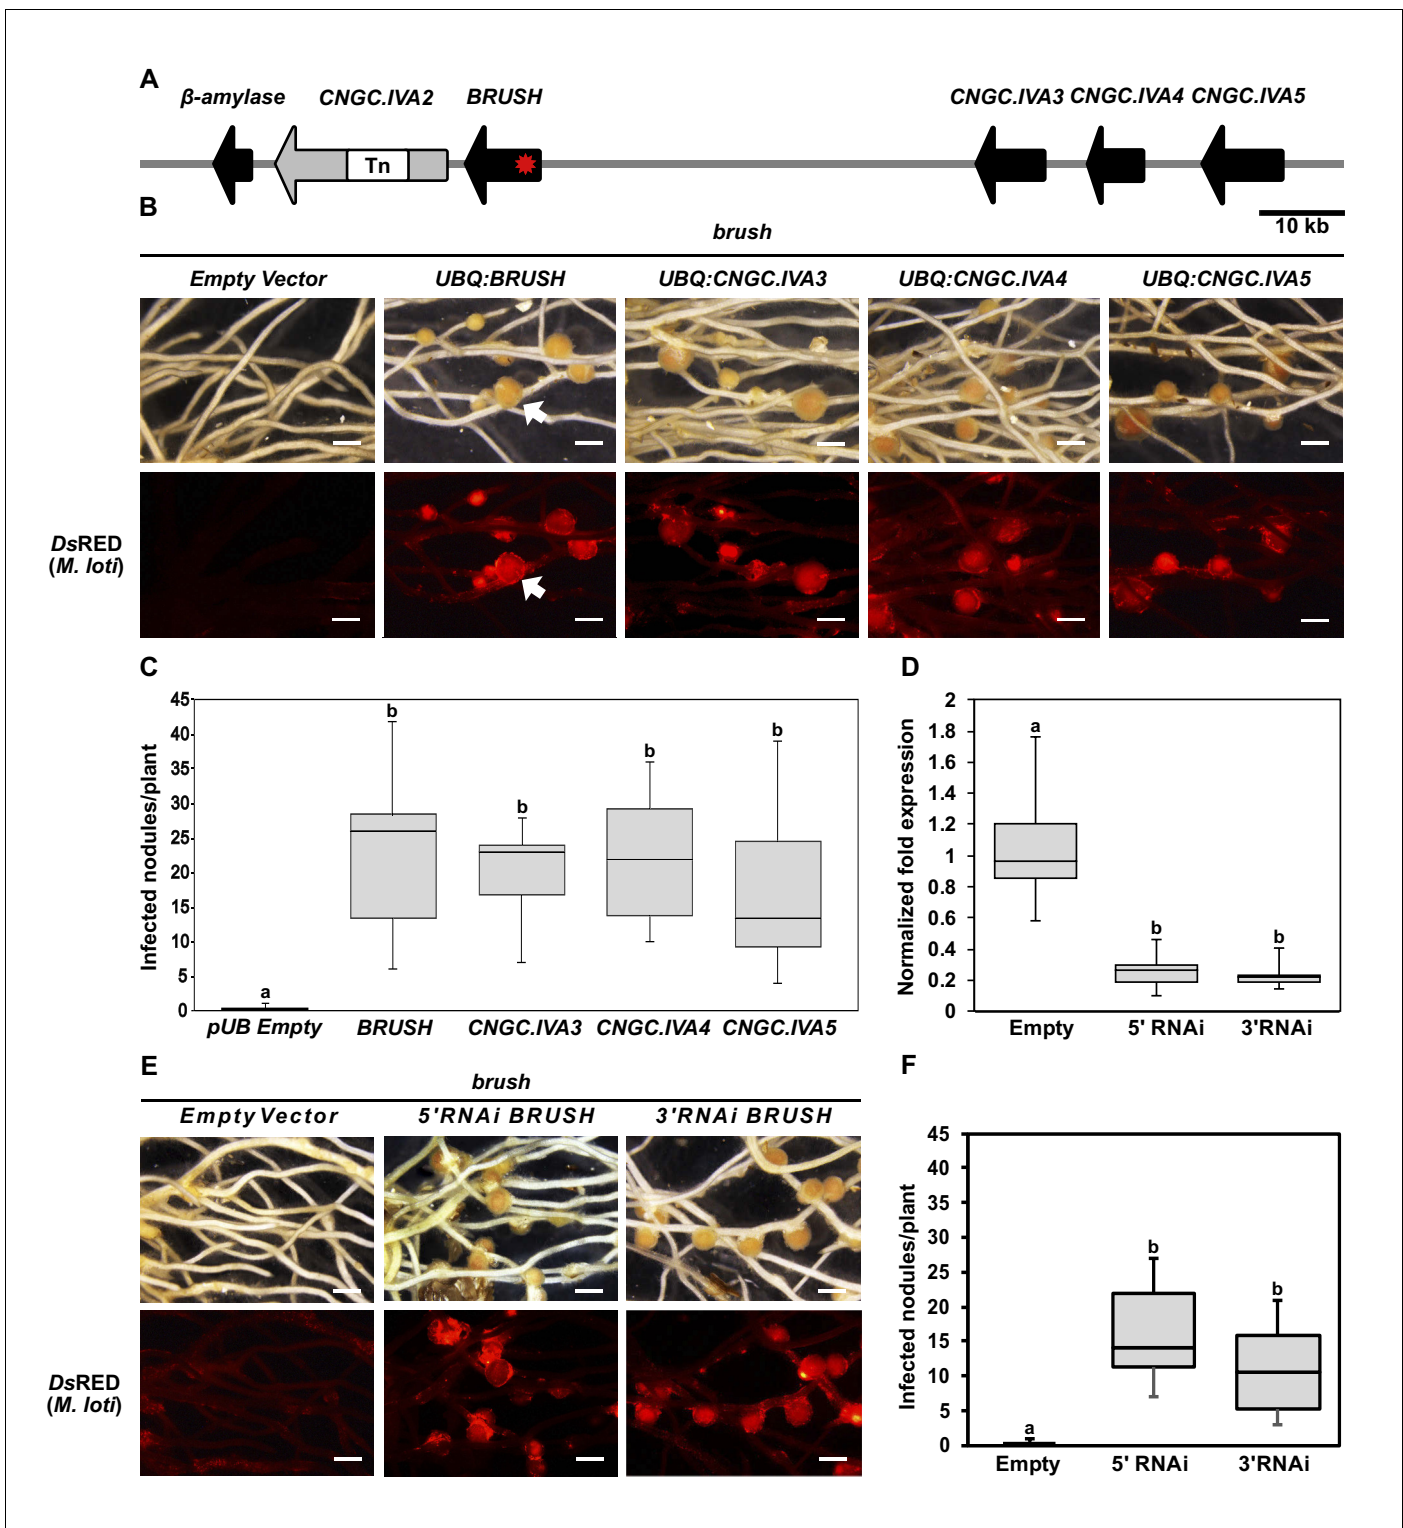 A
β-amylase CNGC.IVA2 BRUSH CNGC.IVA3 CNGC.IVA4 CNGC.IVA5
Tn
10 kb
B
brush
Empty Vector UBQ:BRUSH UBQ:CNGC.IVA3 UBQ:CNGC.IVA4 UBQ:CNGC.IVA5
DsRED
(M. loti)
C
Infected nodules/plant
45
40
35
30
25
20
15
10
5
0
a
b
b
b
b
pUB Empty BRUSH CNGC.IVA3 CNGC.IVA4 CNGC.IVA5
D
Normalized fold expression
2
1.8
1.6
1.4
1.2
1
0.8
0.6
0.4
0.2
0
a
b
b
Empty 5' RNAi 3'RNAi
E
brush
Empty Vector 5'RNAi BRUSH 3'RNAi BRUSH
DsRED
(M. loti)
F
Infected nodules/plant
45
40
35
30
25
20
15
10
5
0
a
b
b
Empty 5' RNAi 3'RNAi